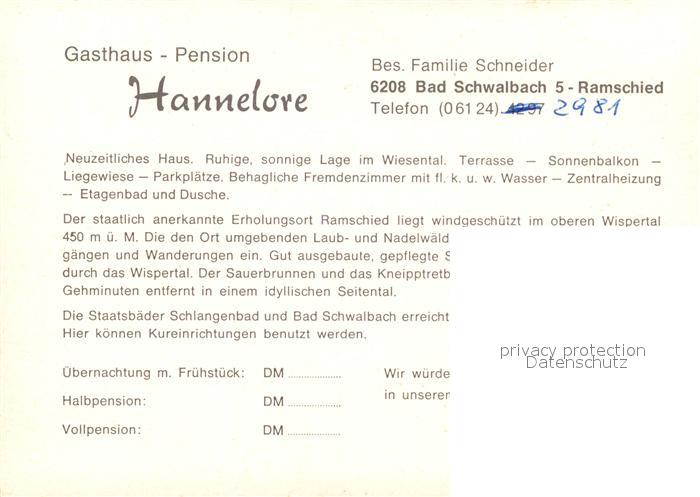 Gasthaus - Pension
Hannelore
Bes. Familie Schneider
6208 Bad Schwalbach 5 - Ramschied
Telefon (0 61 24) 4297 2981
Neuzeitliches Haus. Ruhige, sonnige Lage im Wiesental. Terrasse — Sonnenbalkon —
Liegewiese — Parkplätze. Behagliche Fremdenzimmer mit fl. k. u. w. Wasser — Zentralheizung
— Etagenbad und Dusche.
Der staatlich anerkannte Erholungsort Ramschied liegt windgeschützt im oberen Wispertal
450 m ü. M. Die den Ort umgebenden Laub- und Nadelwäld
gängen und Wanderungen ein. Gut ausgebaute, gepflegte S
durch das Wispertal. Der Sauerbrunnen und das Kneipptretb
Gehminuten entfernt in einem idyllischen Seitental.
Die Staatsbäder Schlangenbad und Bad Schwalbach erreicht
Hier können Kureinrichtungen benutzt werden.
Übernachtung m. Frühstück: DM ....................
Halbpension: DM ....................
Vollpension: DM ....................
Wir würde
in unserer
privacy protection
Datenschutz